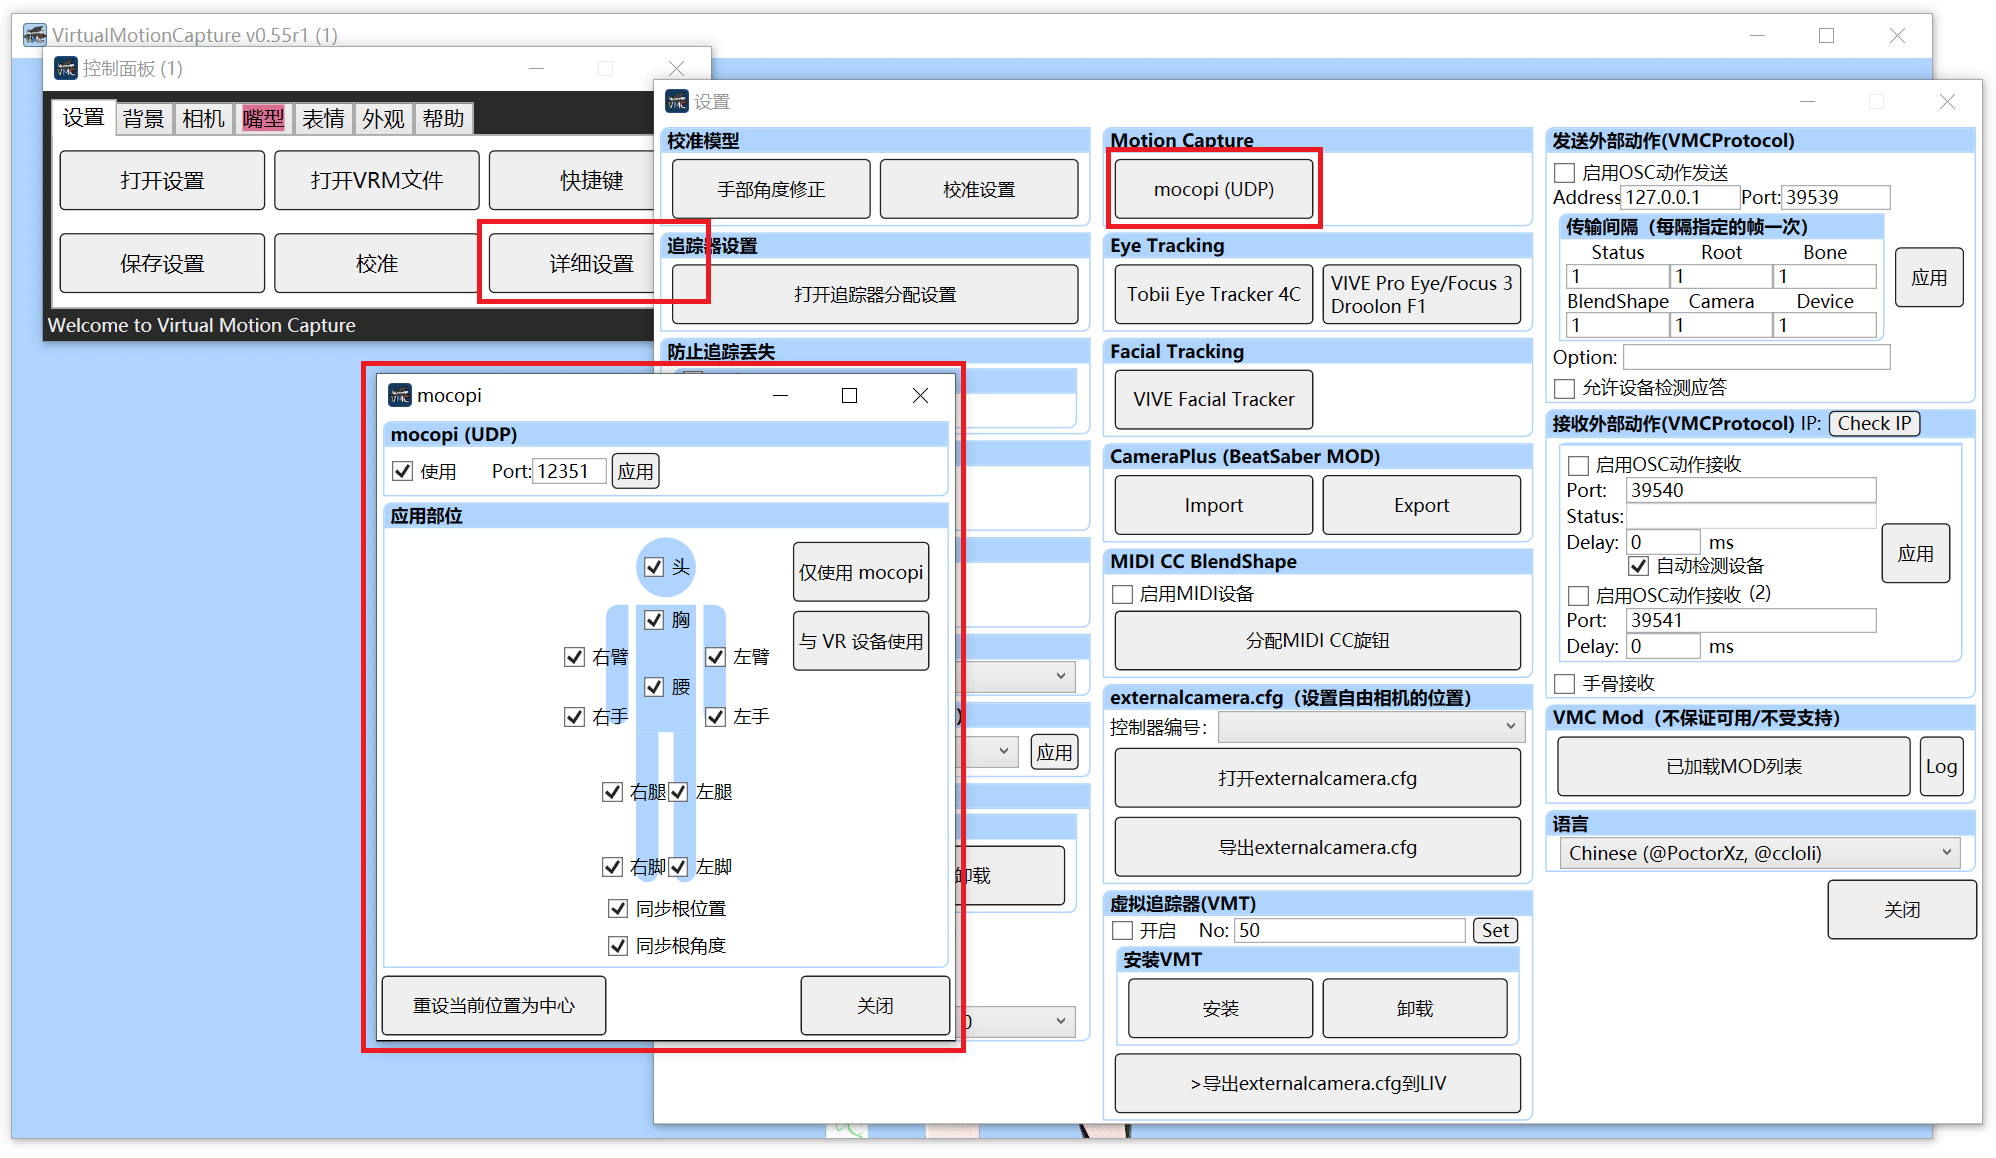 VirtualMotionCapture v0.55r1 (1)
控制面板 (1)
设置 背景 相机 嘴型 表情 外观 帮助
打开设置 打开VRM文件 快捷键
保存设置 校准 详细设置
Welcome to Virtual Motion Capture
设置
校准模型
手部角度修正 校准设置
追踪器设置
打开追踪器分配设置
防止追踪丢失
应用
卸载
Motion Capture
mocopi (UDP)
Eye Tracking
Tobii Eye Tracker 4C
VIVE Pro Eye/Focus 3
Droolon F1
Facial Tracking
VIVE Facial Tracker
CameraPlus (BeatSaber MOD)
Import Export
MIDI CC BlendShape
启用MIDI设备
分配MIDI CC旋钮
externalcamera.cfg（设置自由相机的位置）
控制器编号：
打开externalcamera.cfg
导出externalcamera.cfg
虚拟追踪器(VMT)
开启 No: 50 Set
安装VMT
安装 卸载
>导出externalcamera.cfg到LIV
发送外部动作(VMCProtocol)
启用OSC动作发送
Address 127.0.0.1 Port: 39539
传输间隔（每隔指定的帧一次）
Status Root Bone
1 1 1
BlendShape Camera Device
1 1 1
应用
Option:
允许设备检测应答
接收外部动作(VMCProtocol) IP: Check IP
启用OSC动作接收
Port: 39540
Status:
Delay: 0 ms
自动检测设备
应用
启用OSC动作接收 (2)
Port: 39541
Delay: 0 ms
手骨接收
VMC Mod（不保证可用/不受支持）
已加载MOD列表 Log
语言
Chinese (@PoctorXz, @ccloli)
关闭
mocopi
mocopi (UDP)
使用 Port: 12351 应用
应用部位
头
仅使用 mocopi
胸
与 VR 设备使用
右臂 左臂
腰
右手 左手
右腿 左腿
右脚 左脚
同步根位置
同步根角度
重设当前位置为中心 关闭